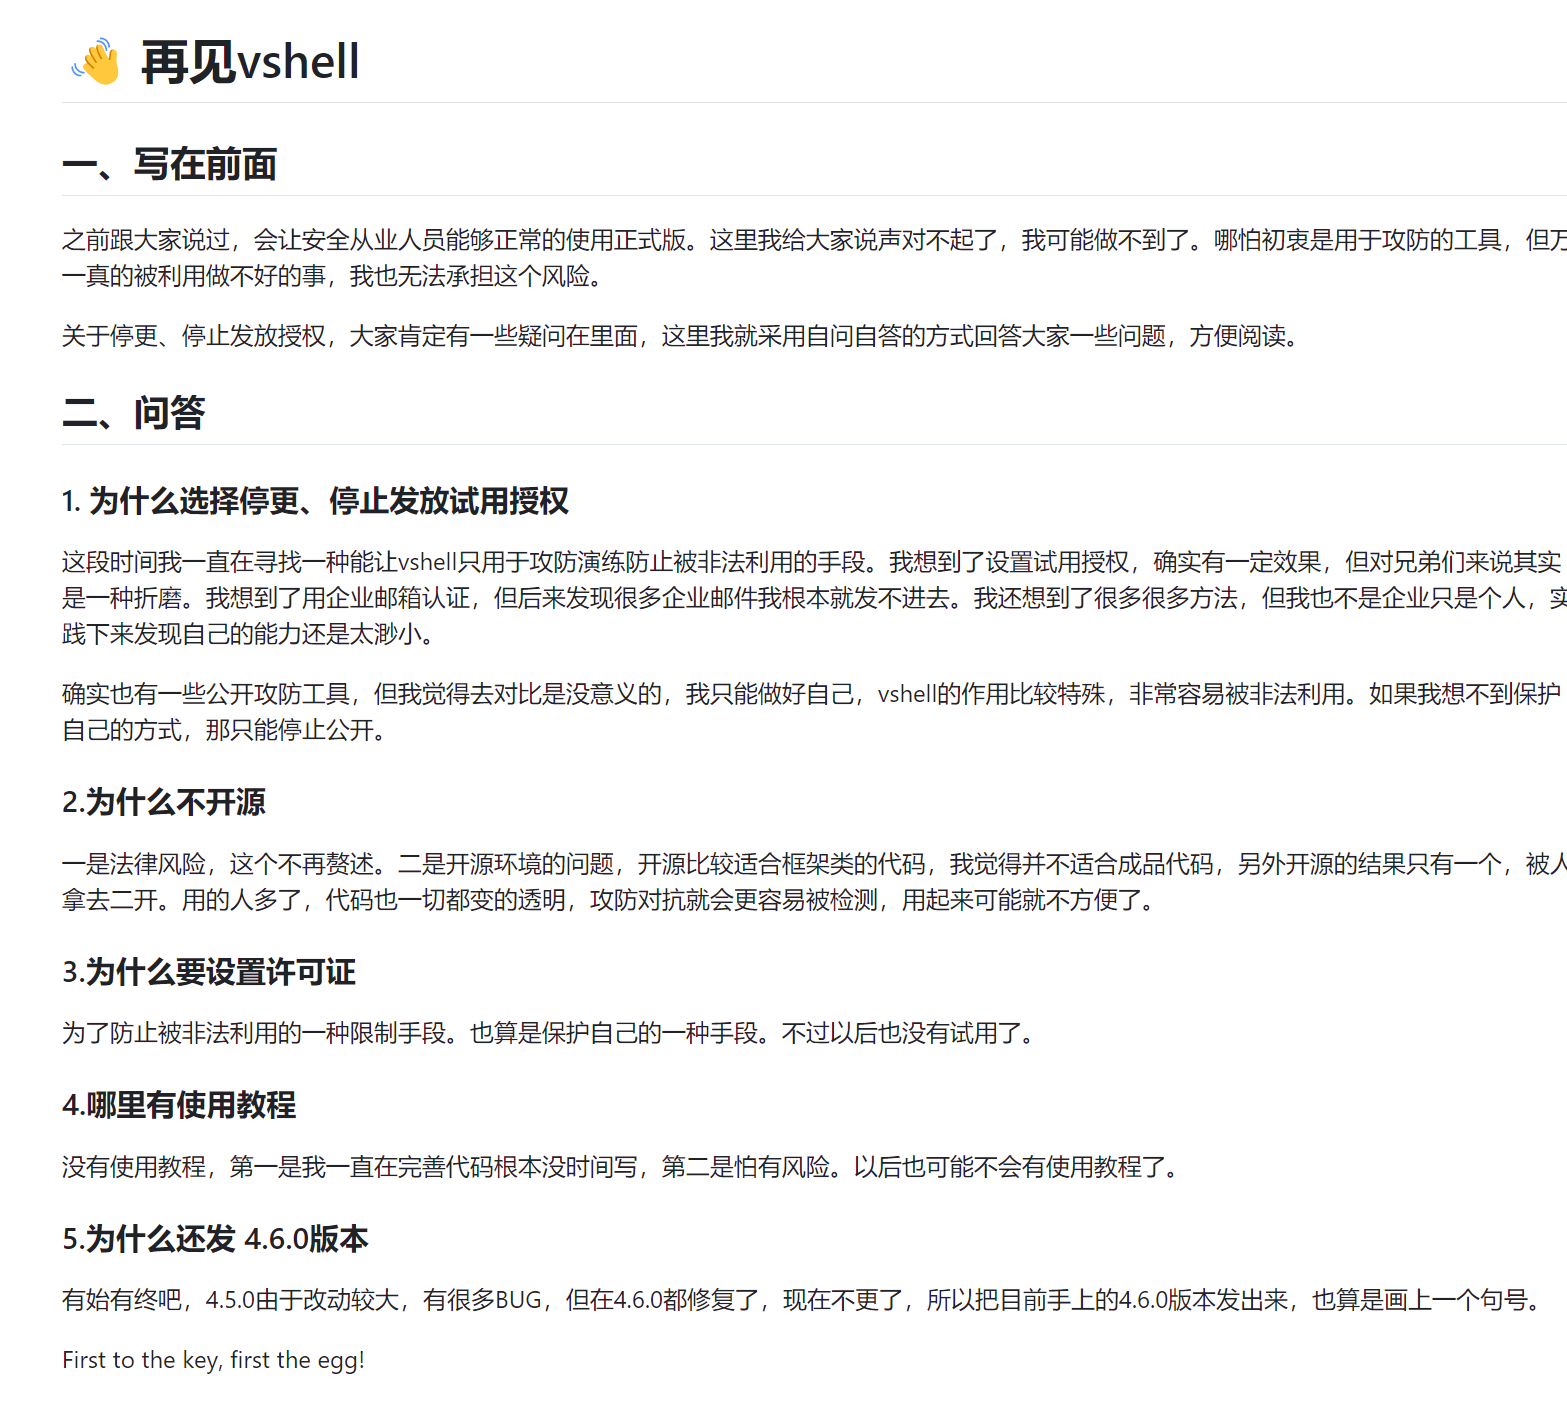 👋 再见vshell
一、写在前面
之前跟大家说过，会让安全从业人员能够正常的使用正式版。这里我给大家说声对不起了，我可能做不到了。哪怕初衷是用于攻防的工具，但万
一真的被利用做不好的事，我也无法承担这个风险。
关于停更、停止发放授权，大家肯定有一些疑问在里面，这里我就采用自问自答的方式回答大家一些问题，方便阅读。
二、问答
1. 为什么选择停更、停止发放试用授权
这段时间我一直在寻找一种能让vshell只用于攻防演练防止被非法利用的手段。我想到了设置试用授权，确实有一定效果，但对兄弟们来说其实
是一种折磨。我想到了用企业邮箱认证，但后来发现很多企业邮件我根本就发不进去。我还想到了很多很多方法，但我也不是企业只是个人，实
践下来发现自己的能力还是太渺小。
确实也有一些公开攻防工具，但我觉得去对比是没意义的，我只能做好自己，vshell的作用比较特殊，非常容易被非法利用。如果我想不到保护
自己的方式，那只能停止公开。
2.为什么不开源
一是法律风险，这个不再赘述。二是开源环境的问题，开源比较适合框架类的代码，我觉得并不适合成品代码，另外开源的结果只有一个，被人
拿去二开。用的人多了，代码也一切都变的透明，攻防对抗就会更容易被检测，用起来可能就不方便了。
3.为什么要设置许可证
为了防止被非法利用的一种限制手段。也算是保护自己的一种手段。不过以后也没有试用了。
4.哪里有使用教程
没有使用教程，第一是我一直在完善代码根本没时间写，第二是怕有风险。以后也可能不会有使用教程了。
5.为什么还发 4.6.0版本
有始有终吧，4.5.0由于改动较大，有很多BUG，但在4.6.0都修复了，现在不更了，所以把目前手上的4.6.0版本发出来，也算是画上一个句号。
First to the key, first the egg!